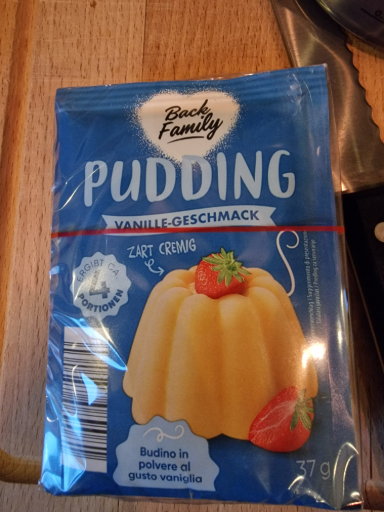 Back
Family
PUDDING
VANILLE-GESCHMACK
ZART CREMIG
ERGIBT CA.
4
PORTIONEN
Budino in
polvere al
gusto vaniglia
37 g